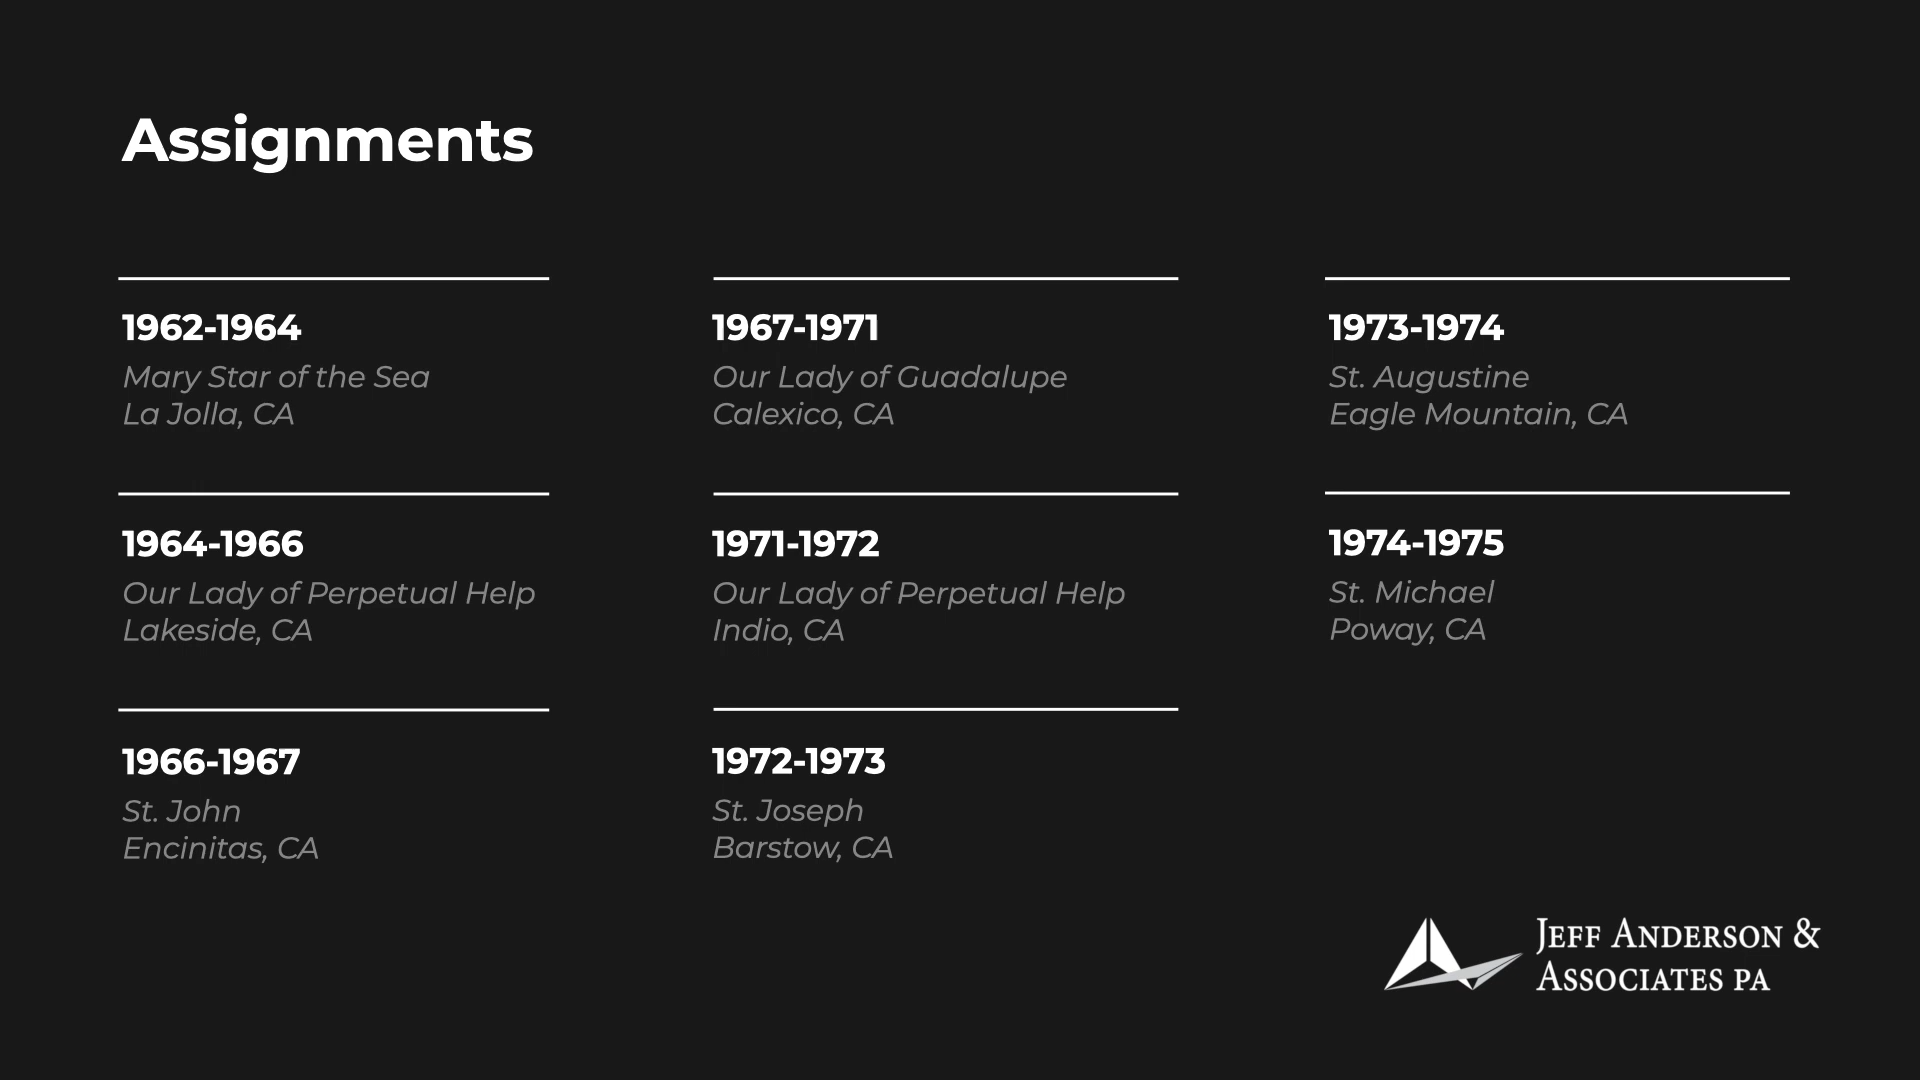 Assignments
1962-1964
Mary Star of the Sea
La Jolla, CA
1964-1966
Our Lady of Perpetual Help
Lakeside, CA
1966-1967
St. John
Encinitas, CA
1967-1971
Our Lady of Guadalupe
Calexico, CA
1971-1972
Our Lady of Perpetual Help
Indio, CA
1972-1973
St. Joseph
Barstow, CA
1973-1974
St. Augustine
Eagle Mountain, CA
1974-1975
St. Michael
Poway, CA
JEFF ANDERSON &
ASSOCIATES PA